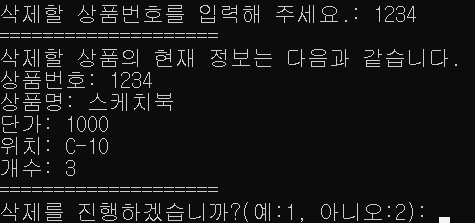 삭제할 상품번호를 입력해 주세요.: 1234
====================
삭제할 상품의 현재 정보는 다음과 같습니다.
상품번호: 1234
상품명: 스케치북
단가: 1000
위치: C-10
개수: 3
====================
삭제를 진행하겠습니까?(예:1, 아니오:2):